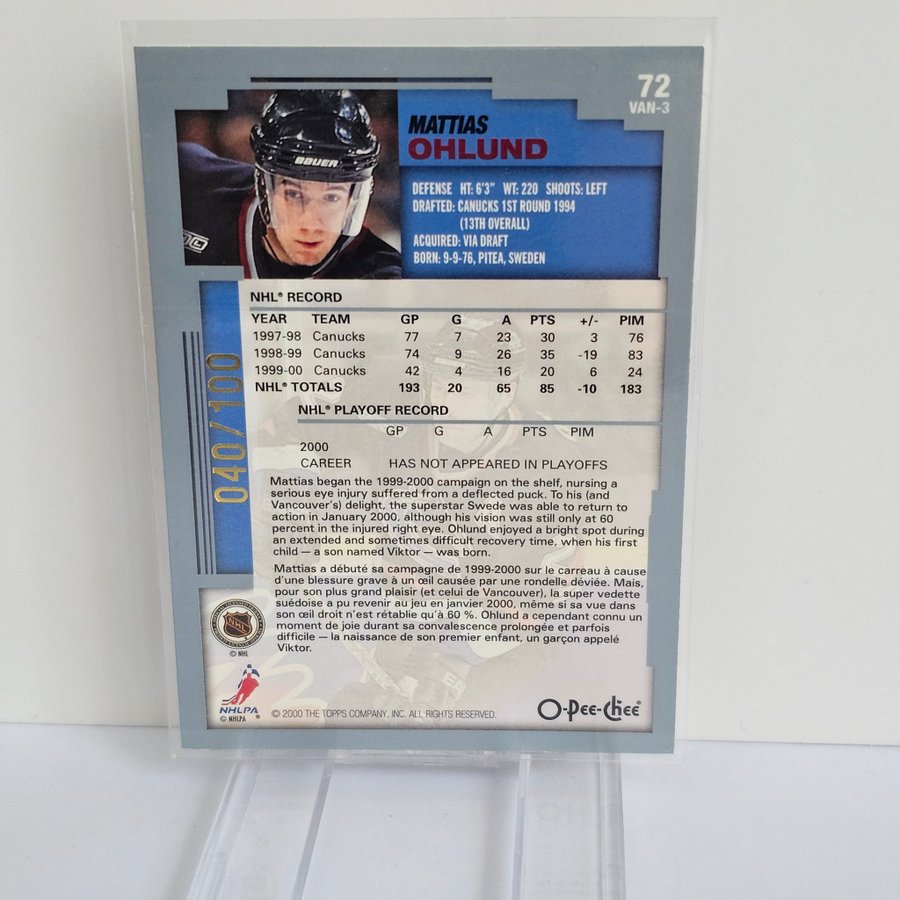 72
VAN-3
BAUER
MATTIAS
OHLUND
DEFENSE HT: 6'3" WT: 220 SHOOTS: LEFT
DRAFTED: CANUCKS 1ST ROUND 1994
(13TH OVERALL)
ACQUIRED: VIA DRAFT
BORN: 9-9-76, PITEA, SWEDEN
NHL® RECORD
YEAR TEAM GP G A PTS +/- PIM
1997-98 Canucks 77 7 23 30 3 76
1998-99 Canucks 74 9 26 35 -19 83
1999-00 Canucks 42 4 16 20 6 24
NHL® TOTALS 193 20 65 85 -10 183
NHL® PLAYOFF RECORD
GP G A PTS PIM
2000
CAREER HAS NOT APPEARED IN PLAYOFFS
040/100
Mattias began the 1999-2000 campaign on the shelf, nursing a
serious eye injury suffered from a deflected puck. To his (and
Vancouver's) delight, the superstar Swede was able to return to
action in January 2000, although his vision was still only at 60
percent in the injured right eye. Ohlund enjoyed a bright spot during
an extended and sometimes difficult recovery time, when his first
child — a son named Viktor — was born.
Mattias a débuté sa campagne de 1999-2000 sur le carreau à cause
d'une blessure grave à un œil causée par une rondelle déviée. Mais,
pour son plus grand plaisir (et celui de Vancouver), la super vedette
suédoise a pu revenir au jeu en janvier 2000, même si sa vue dans
son œil droit n'est rétablie qu'à 60 %. Ohlund a cependant connu un
moment de joie durant sa convalescence prolongée et parfois
difficile — la naissance de son premier enfant, un garçon appelé
Viktor.
NHL
© NHL
NHLPA
© NHLPA ®
© 2000 THE TOPPS COMPANY, INC. ALL RIGHTS RESERVED.
O-Pee-Chee®